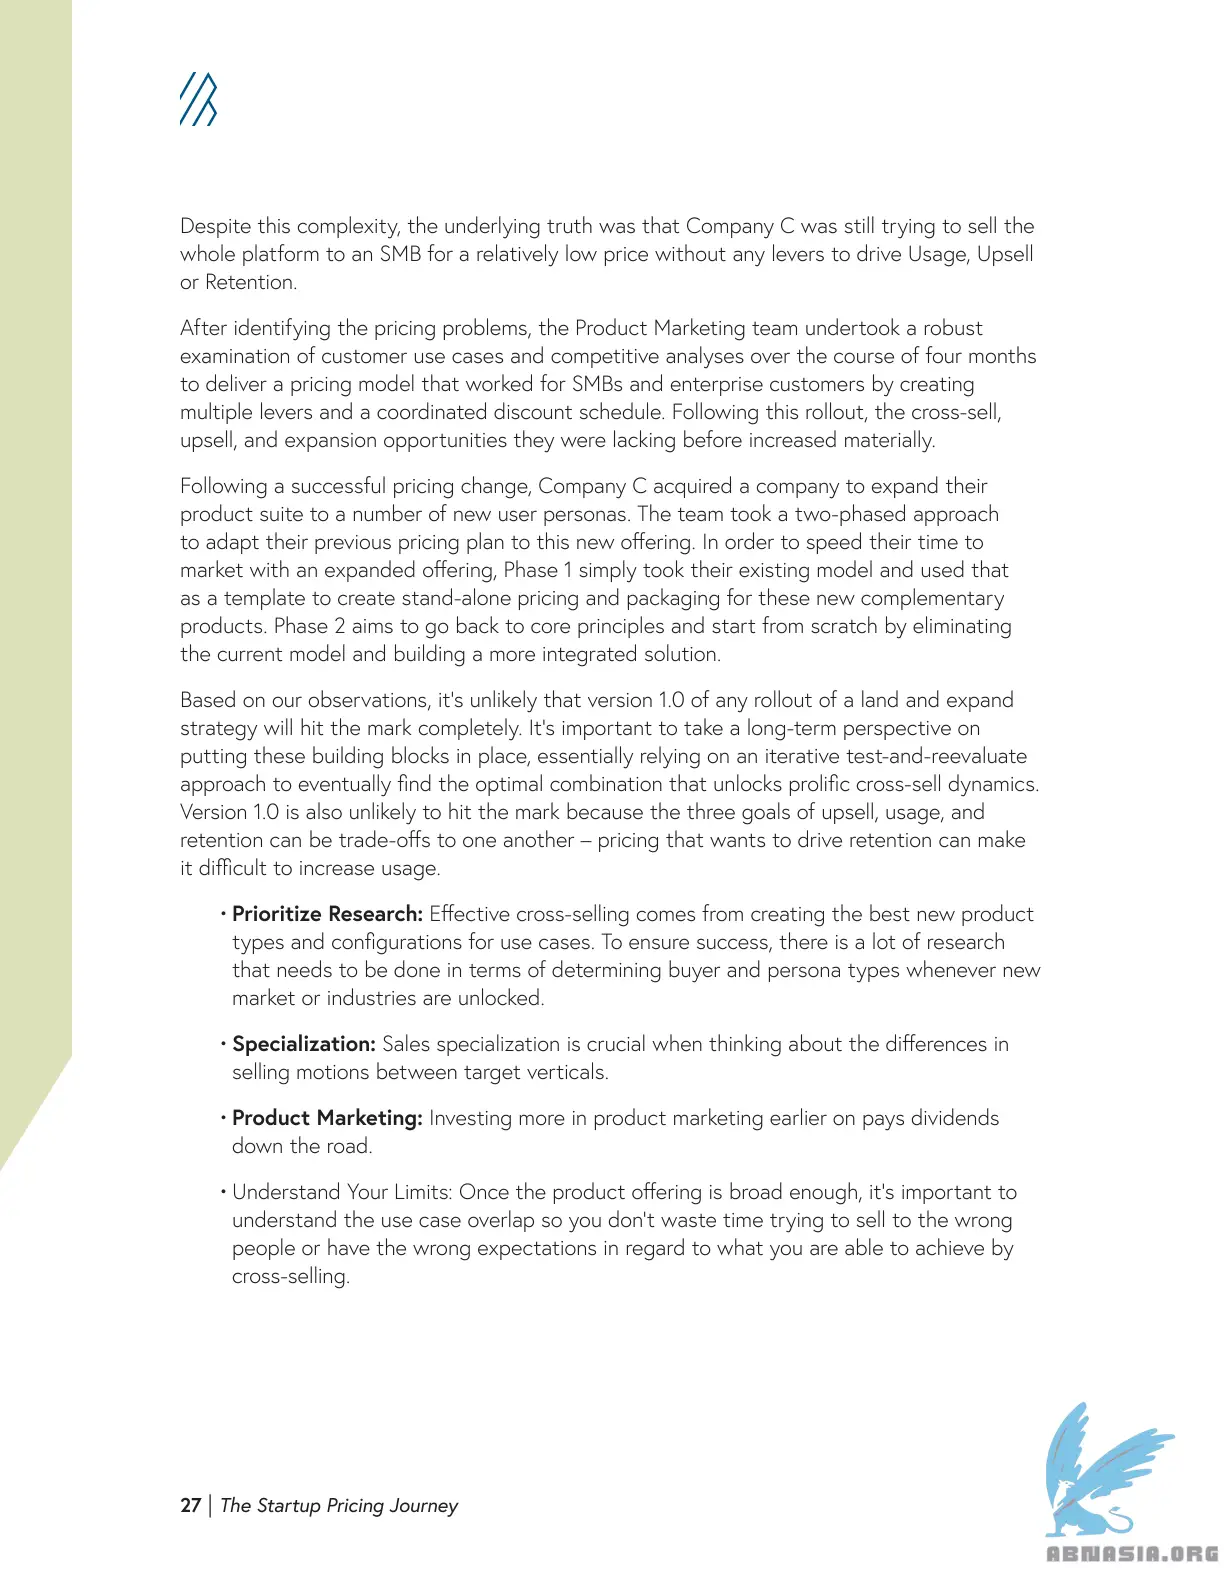 Despite this complexity, the underlying truth was that Company C was still trying to sell the
whole platform to an SMB for a relatively low price without any levers to drive Usage, Upsell
or Retention.
After identifying the pricing problems, the Product Marketing team undertook a robust
examination of customer use cases and competitive analyses over the course of four months
to deliver a pricing model that worked for SMBs and enterprise customers by creating
multiple levers and a coordinated discount schedule. Following this rollout, the cross-sell,
upsell, and expansion opportunities they were lacking before increased materially.
Following a successful pricing change, Company C acquired a company to expand their
product suite to a number of new user personas. The team took a two-phased approach
to adapt their previous pricing plan to this new offering. In order to speed their time to
market with an expanded offering, Phase 1 simply took their existing model and used that
as a template to create stand-alone pricing and packaging for these new complementary
products. Phase 2 aims to go back to core principles and start from scratch by eliminating
the current model and building a more integrated solution.
Based on our observations, it's unlikely that version 1.0 of any rollout of a land and expand
strategy will hit the mark completely. It's important to take a long-term perspective on
putting these building blocks in place, essentially relying on an iterative test-and-reevaluate
approach to eventually find the optimal combination that unlocks prolific cross-sell dynamics.
Version 1.0 is also unlikely to hit the mark because the three goals of upsell, usage, and
retention can be trade-offs to one another – pricing that wants to drive retention can make
it difficult to increase usage.
• Prioritize Research: Effective cross-selling comes from creating the best new product
types and configurations for use cases. To ensure success, there is a lot of research
that needs to be done in terms of determining buyer and persona types whenever new
market or industries are unlocked.
• Specialization: Sales specialization is crucial when thinking about the differences in
selling motions between target verticals.
• Product Marketing: Investing more in product marketing earlier on pays dividends
down the road.
• Understand Your Limits: Once the product offering is broad enough, it's important to
understand the use case overlap so you don't waste time trying to sell to the wrong
people or have the wrong expectations in regard to what you are able to achieve by
cross-selling.
27 | The Startup Pricing Journey
ABNASIA.ORG